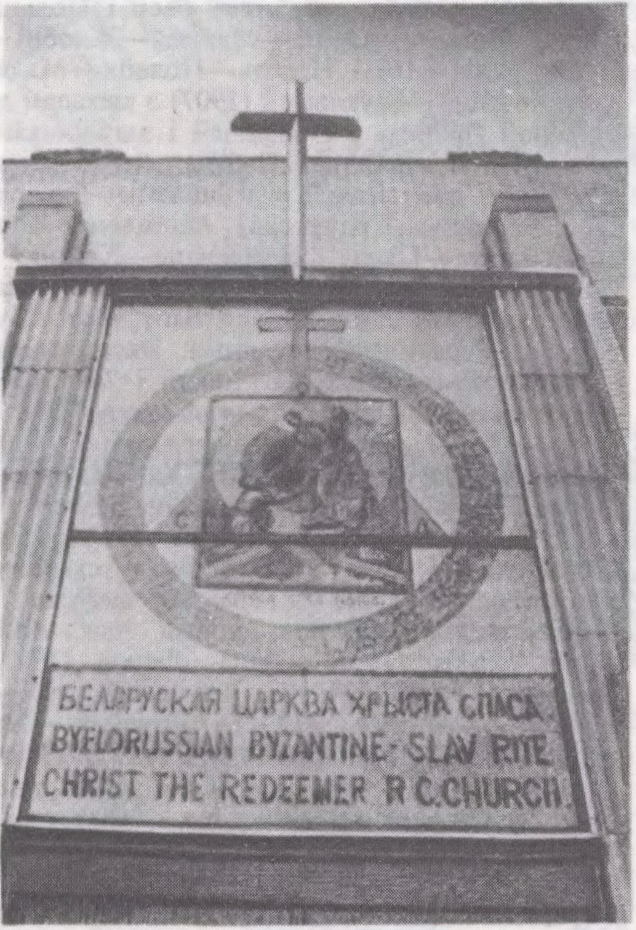 БЕЛАРУСКАЯ ЦАРКВА ХРЫСТА СПАСА.
BYELORUSSIAN BYZANTINE-SLAV RITE
CHRIST THE REDEEMER R C.CHURCH.